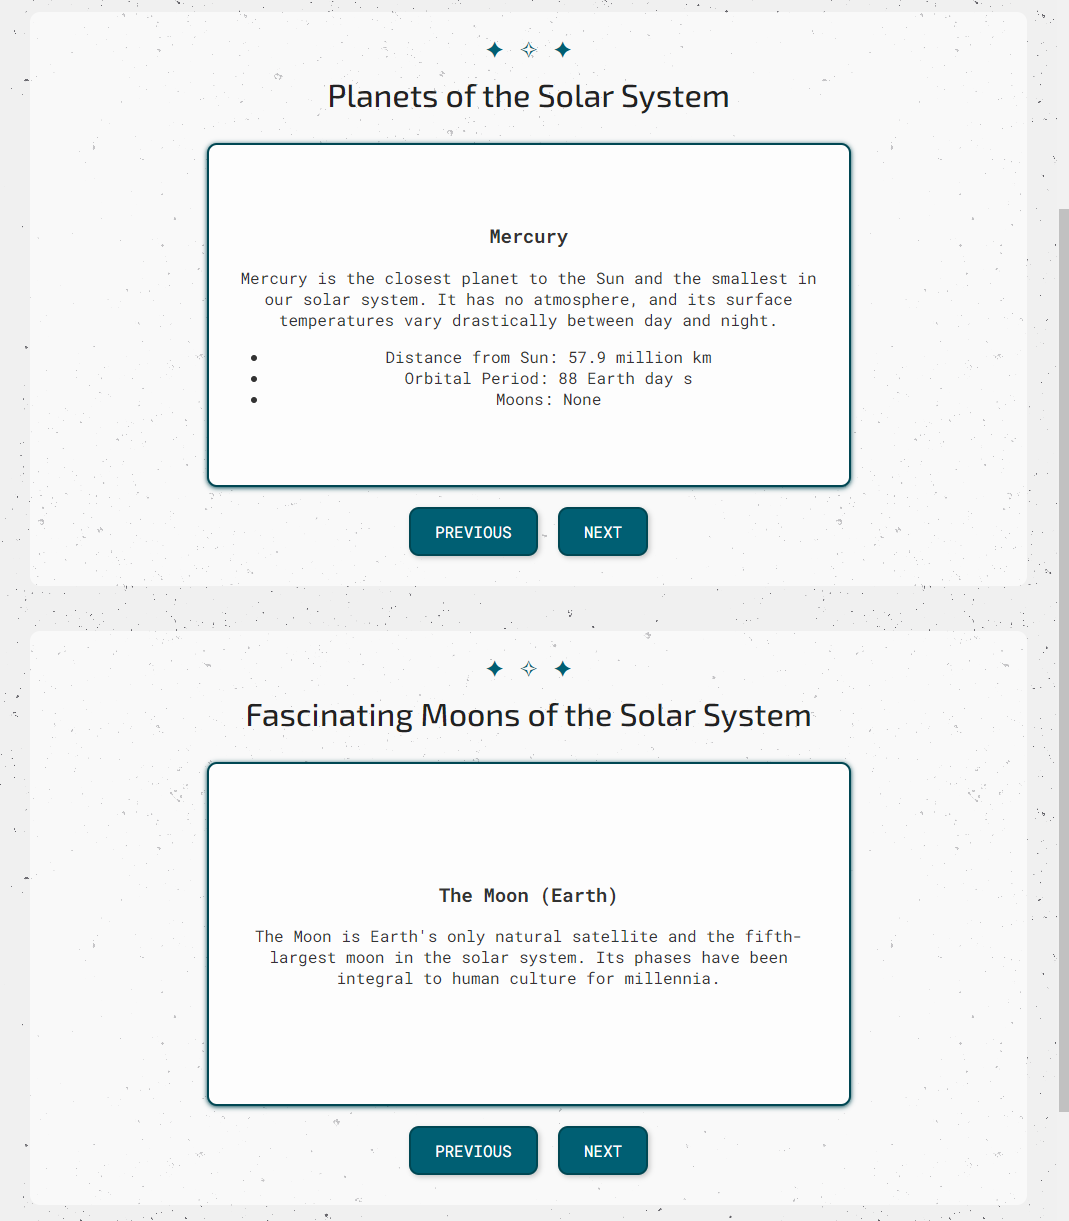 Planets of the Solar System
Mercury
Mercury is the closest planet to the Sun and the smallest in
our solar system. It has no atmosphere, and its surface
temperatures vary drastically between day and night.
Distance from Sun: 57.9 million km
Orbital Period: 88 Earth day s
Moons: None
PREVIOUS NEXT
Fascinating Moons of the Solar System
The Moon (Earth)
The Moon is Earth's only natural satellite and the fifth-
largest moon in the solar system. Its phases have been
integral to human culture for millennia.
PREVIOUS NEXT